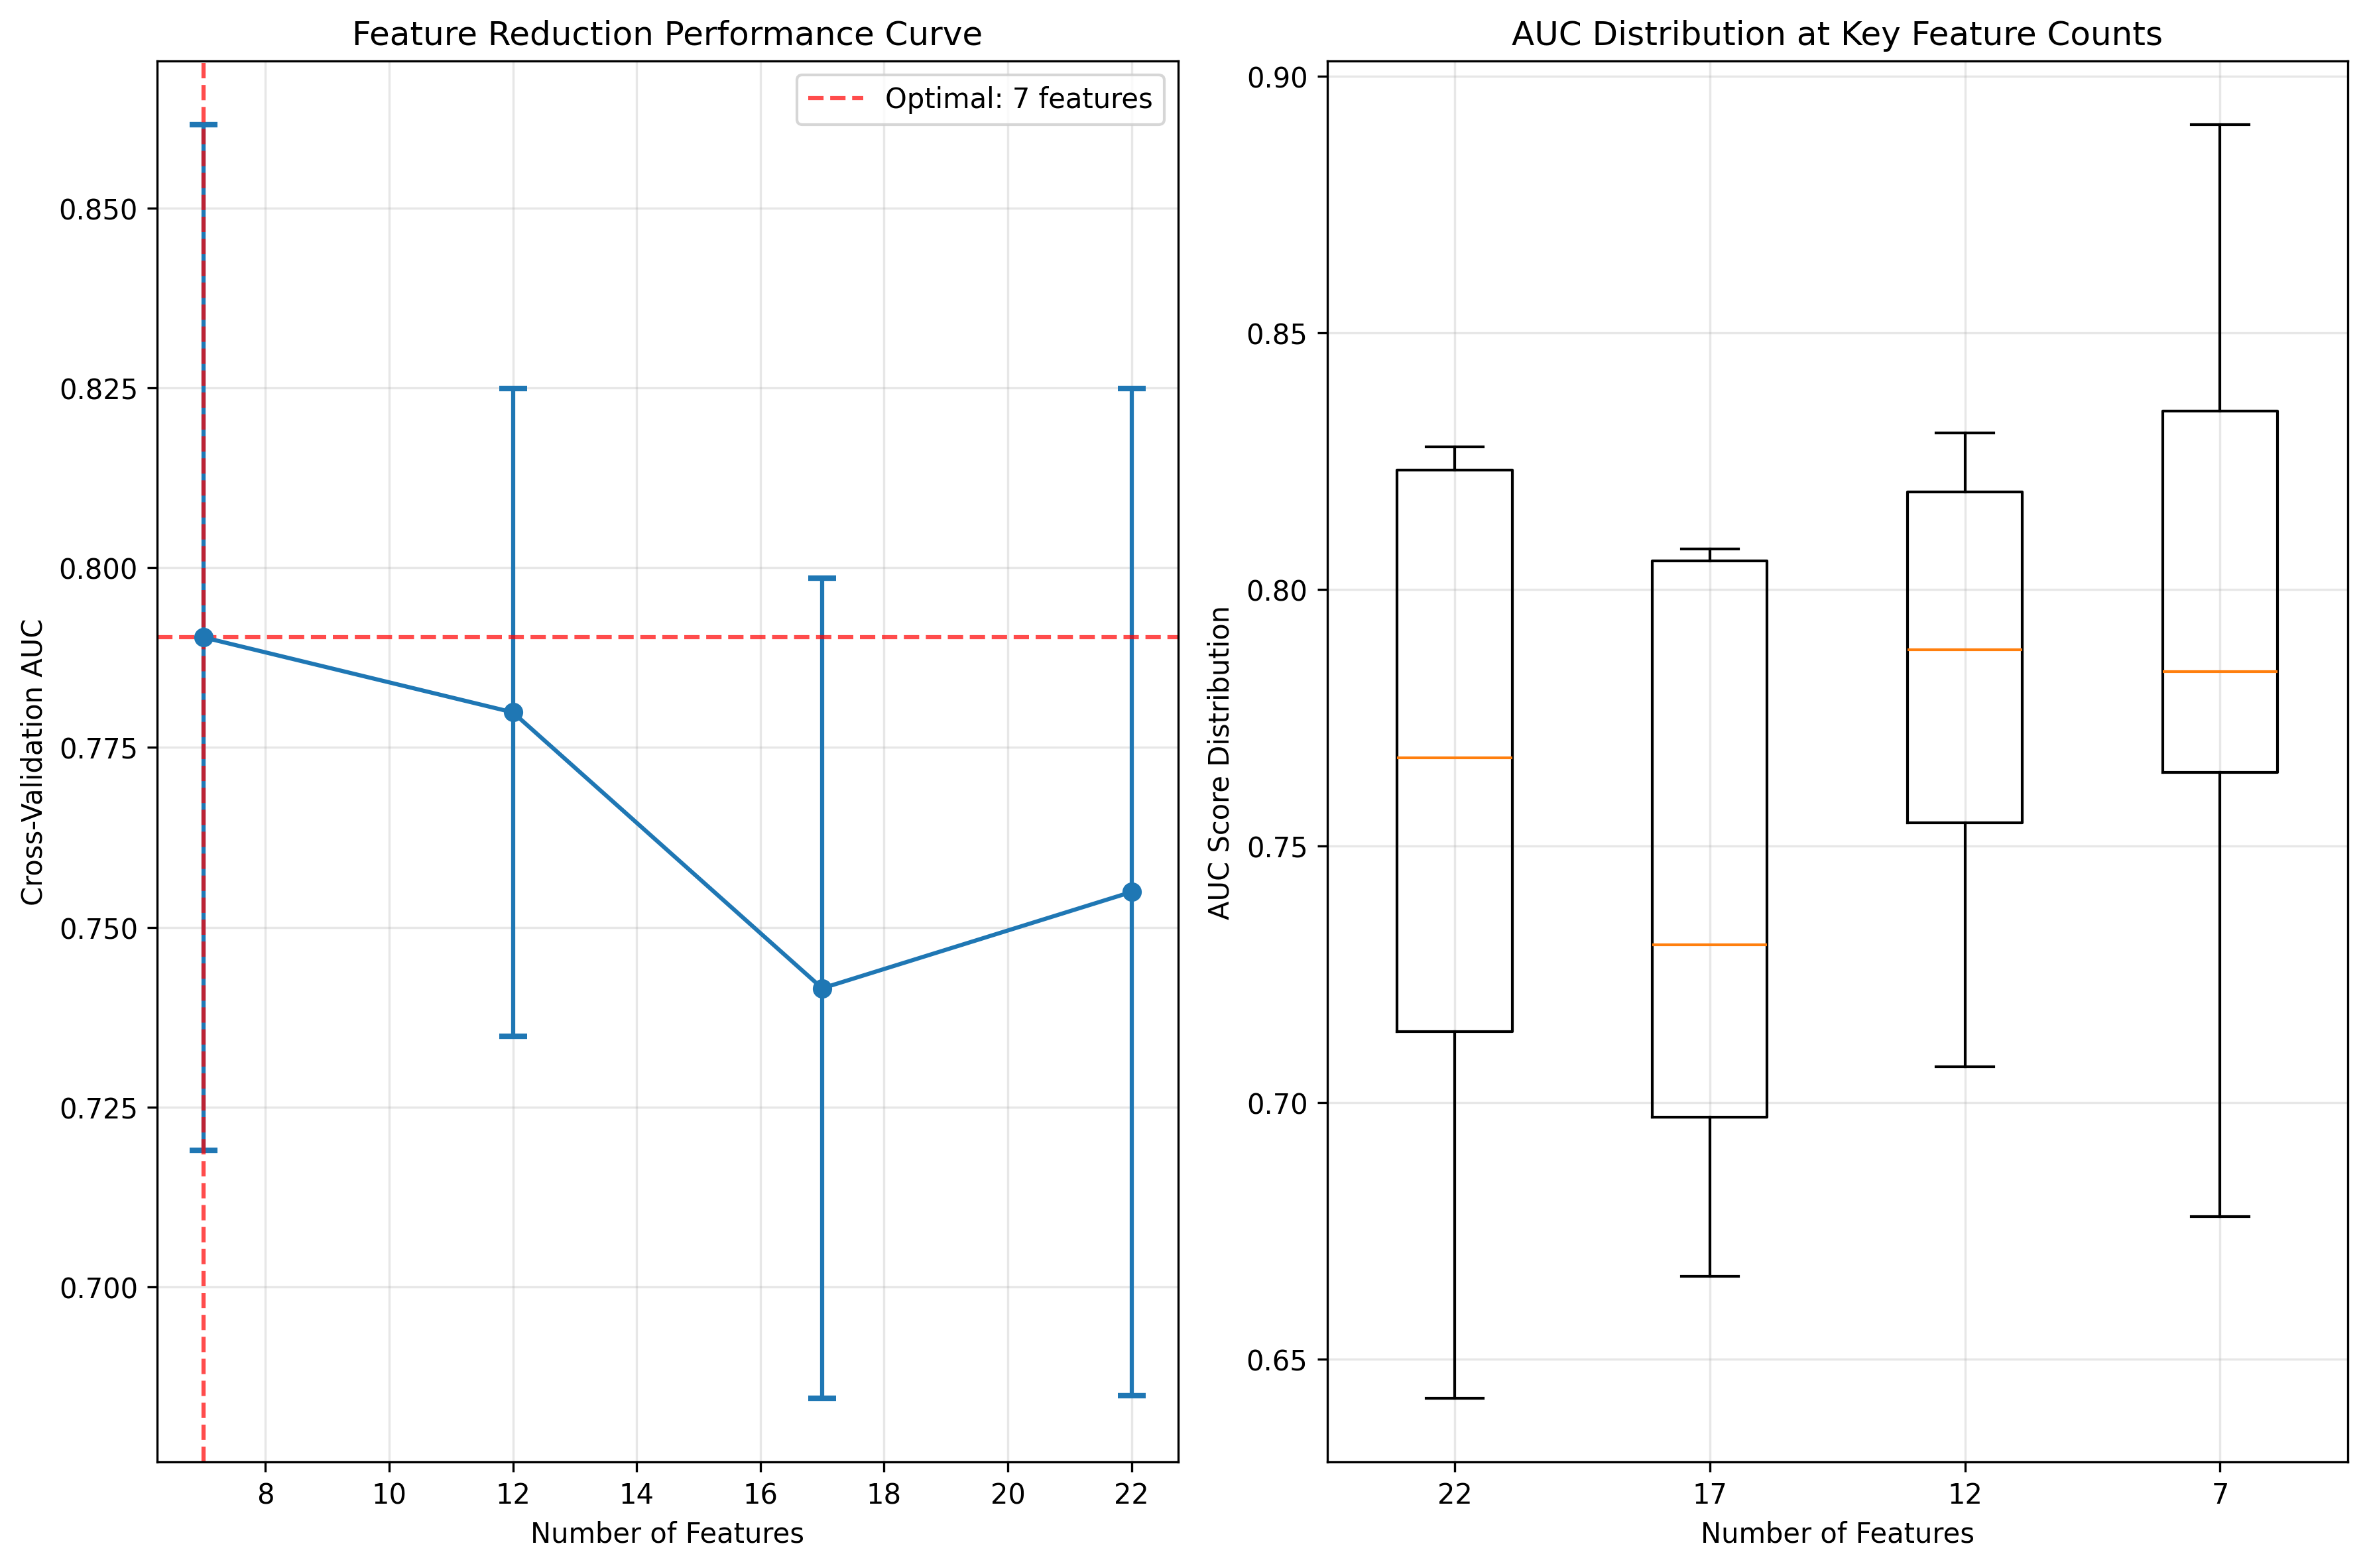 Feature Reduction Performance Curve
Optimal: 7 features
Cross-Validation AUC
0.850
0.825
0.800
0.775
0.750
0.725
0.700
8 10 12 14 16 18 20 22
Number of Features
AUC Distribution at Key Feature Counts
AUC Score Distribution
0.90
0.85
0.80
0.75
0.70
0.65
22 17 12 7
Number of Features